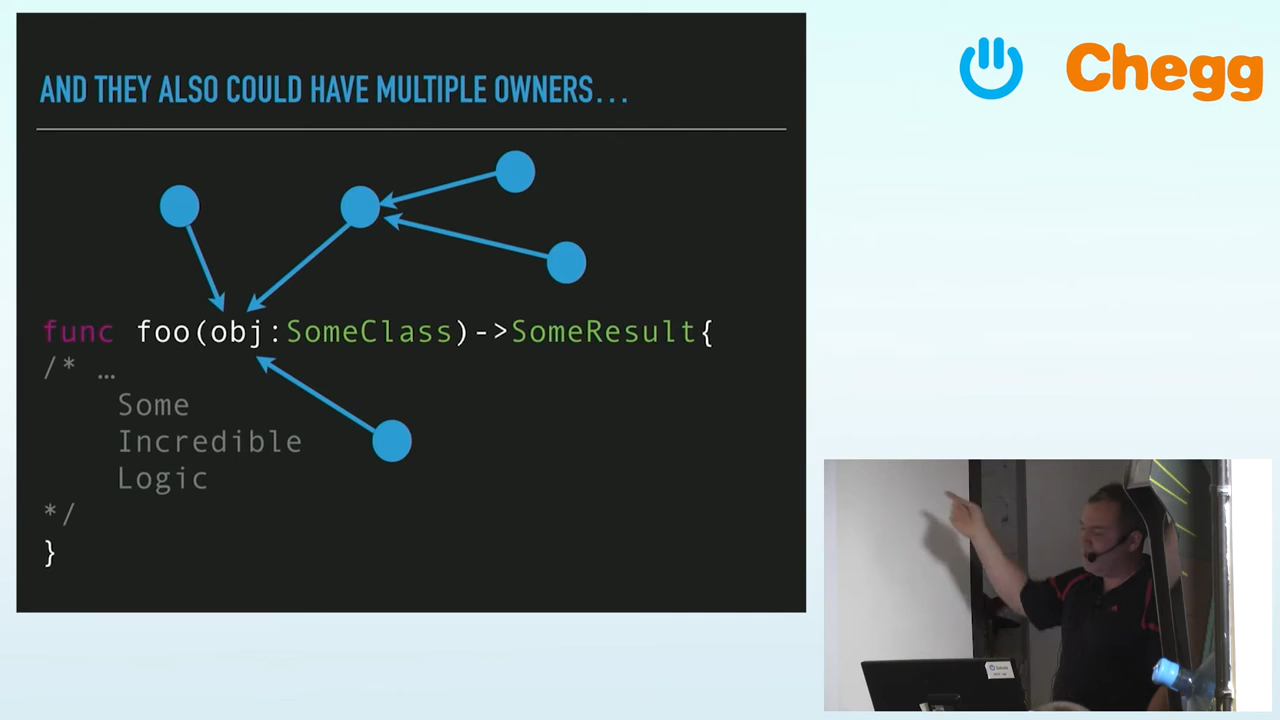 AND THEY ALSO COULD HAVE MULTIPLE OWNERS...
Chegg
func foo(obj:SomeClass)->SomeResult{
/* …
Some
Incredible
Logic
*/
}